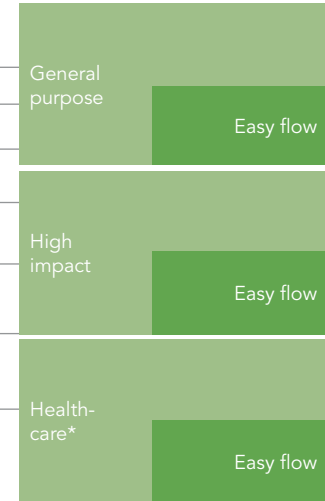 General
purpose
Easy flow
High
impact
Easy flow
Health-
care*
Easy flow